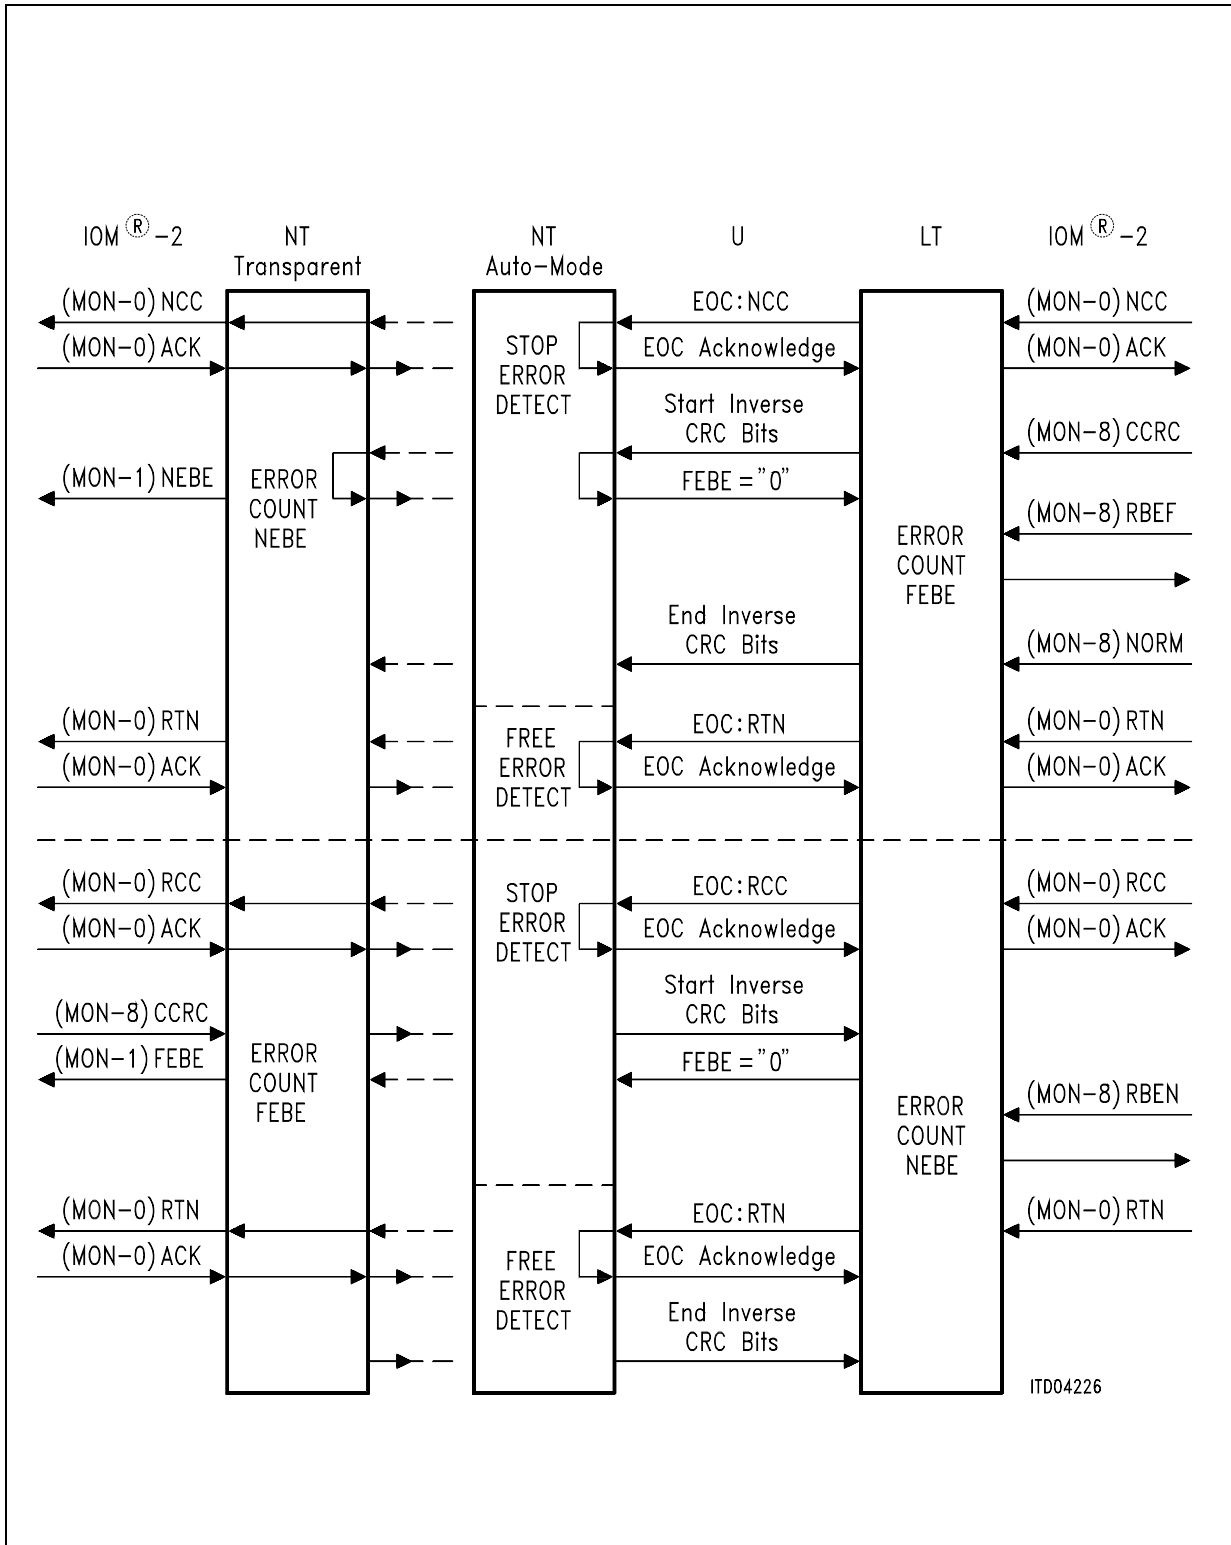 IOM®-2 NT NT U LT IOM®-2
Transparent Auto-Mode
(MON-0) NCC EOC:NCC (MON-0) NCC
(MON-0) ACK STOP EOC Acknowledge (MON-0) ACK
ERROR
DETECT
Start Inverse
CRC Bits (MON-8) CCRC
(MON-1) NEBE ERROR FEBE = "0"
COUNT (MON-8) RBEF
NEBE ERROR
COUNT
FEBE
End Inverse
CRC Bits (MON-8) NORM
(MON-0) RTN EOC:RTN (MON-0) RTN
FREE
(MON-0) ACK ERROR EOC Acknowledge (MON-0) ACK
DETECT
(MON-0) RCC EOC:RCC (MON-0) RCC
STOP
(MON-0) ACK ERROR EOC Acknowledge (MON-0) ACK
DETECT
Start Inverse
(MON-8) CCRC CRC Bits
(MON-1) FEBE ERROR FEBE = "0"
COUNT (MON-8) RBEN
FEBE ERROR
COUNT
NEBE
(MON-0) RTN EOC:RTN (MON-0) RTN
(MON-0) ACK FREE EOC Acknowledge
ERROR
DETECT End Inverse
CRC Bits
ITD04226